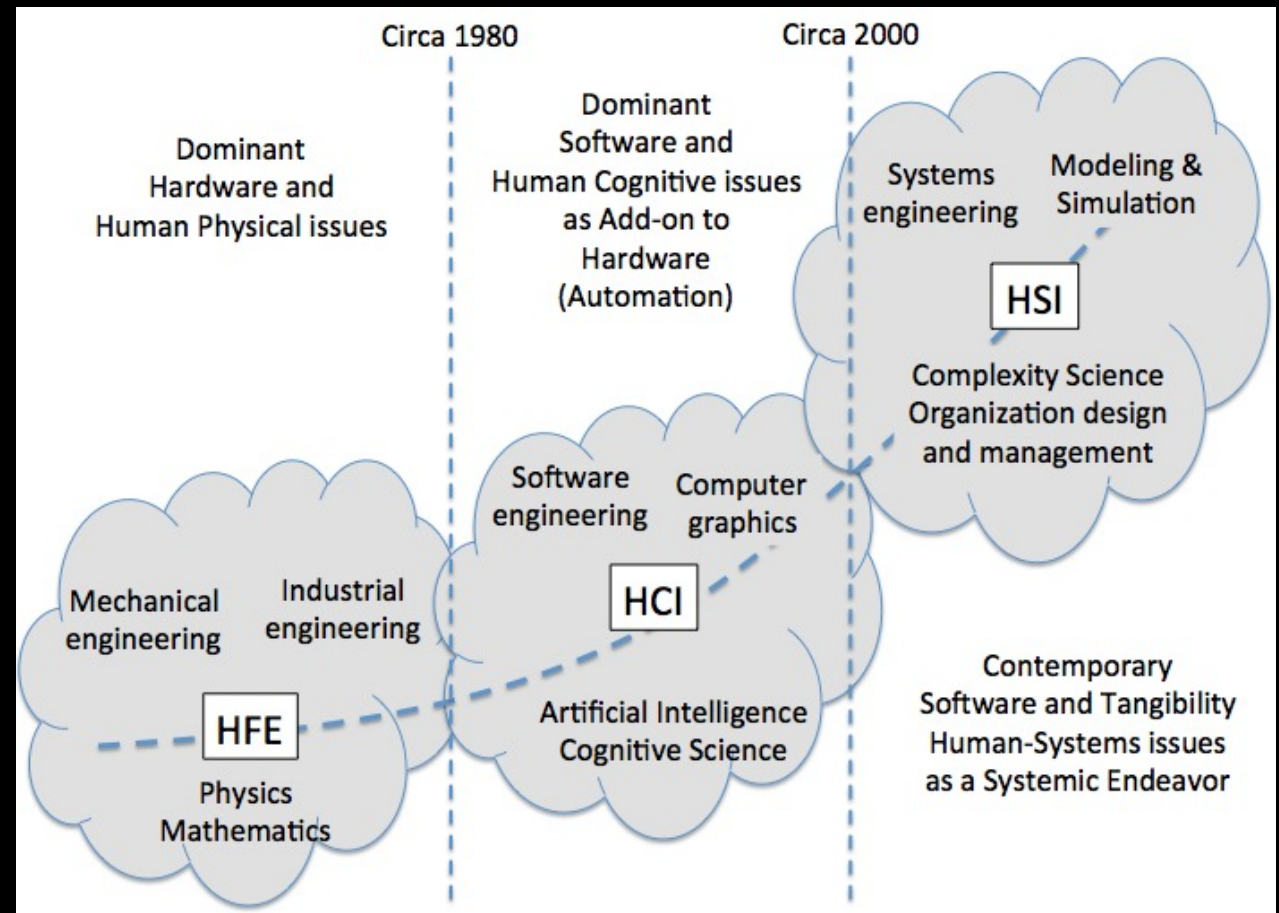 Circa 1980
Circa 2000
Dominant
Hardware and
Human Physical issues
Dominant
Software and
Human Cognitive issues
as Add-on to
Hardware
(Automation)
Systems
engineering
Modeling &
Simulation
HSI
Complexity Science
Organization design
and management
Software
engineering
Computer
graphics
HCI
Artificial Intelligence
Cognitive Science
Mechanical
engineering
Industrial
engineering
HFE
Physics
Mathematics
Contemporary
Software and Tangibility
Human-Systems issues
as a Systemic Endeavor